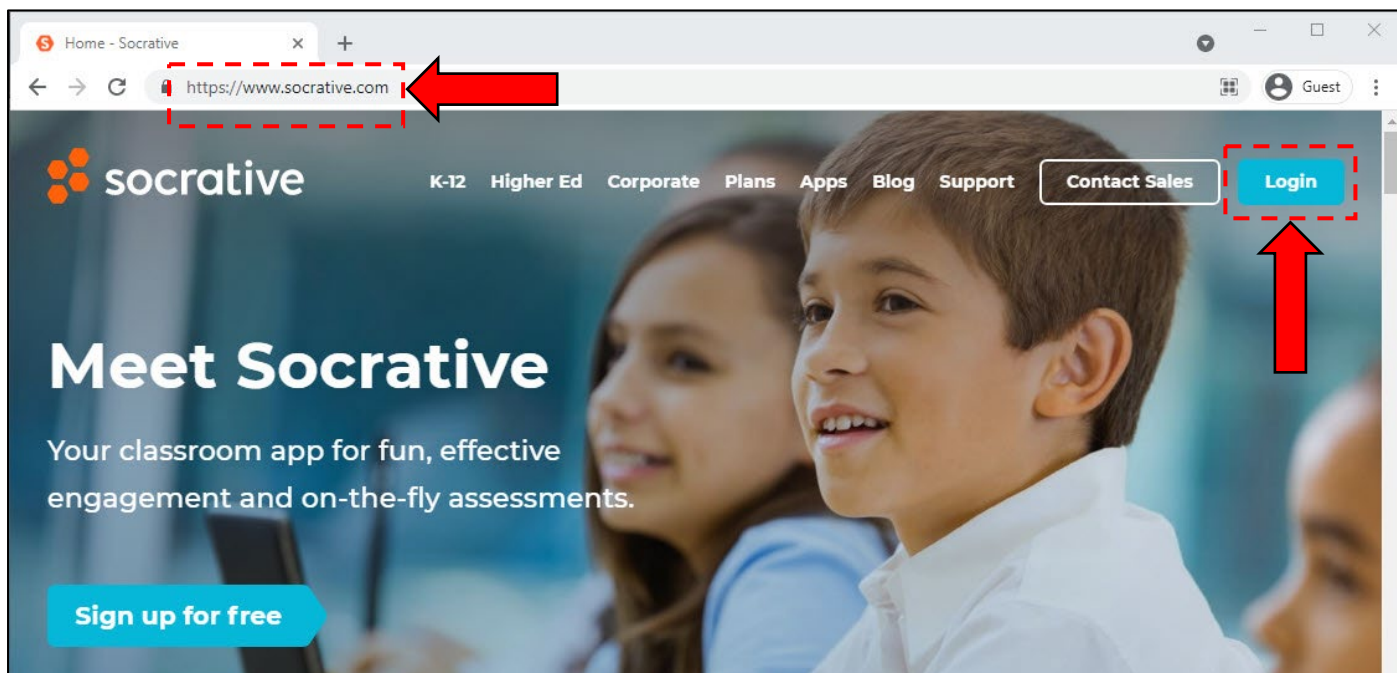 Home - Socrative
https://www.socrative.com
Guest
socrative
K-12 Higher Ed Corporate Plans Apps Blog Support Contact Sales Login
Meet Socrative
Your classroom app for fun, effective
engagement and on-the-fly assessments.
Sign up for free